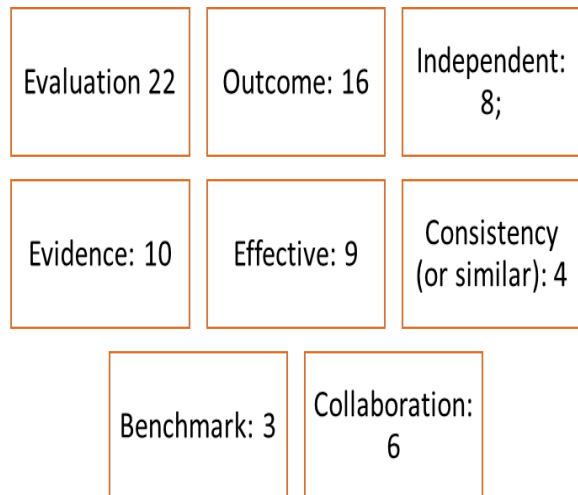 Evaluation 22
Outcome: 16
Independent:
8;
Evidence: 10
Effective: 9
Consistency
(or similar): 4
Benchmark: 3
Collaboration:
6